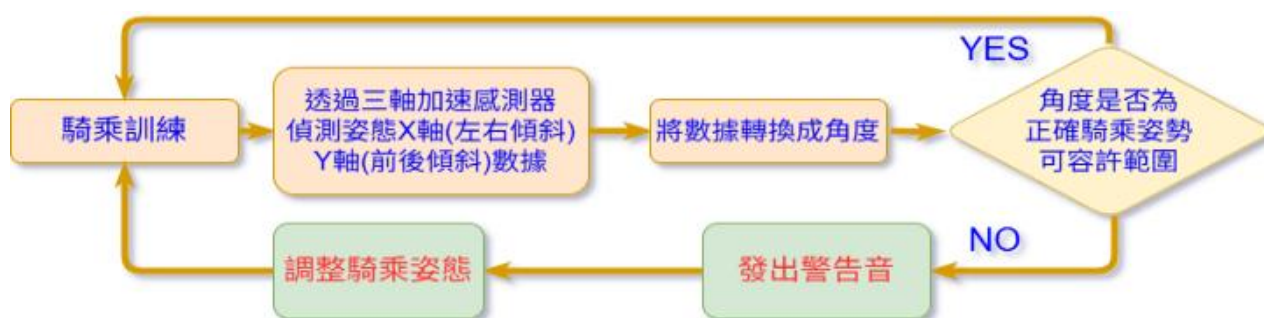 YES
騎乘訓練
透過三軸加速感測器
偵測姿態X軸(左右傾斜)
Y軸(前後傾斜)數據
將數據轉換成角度
角度是否為
正確騎乘姿勢
可容許範圍
NO
發出警告音
調整騎乘姿態